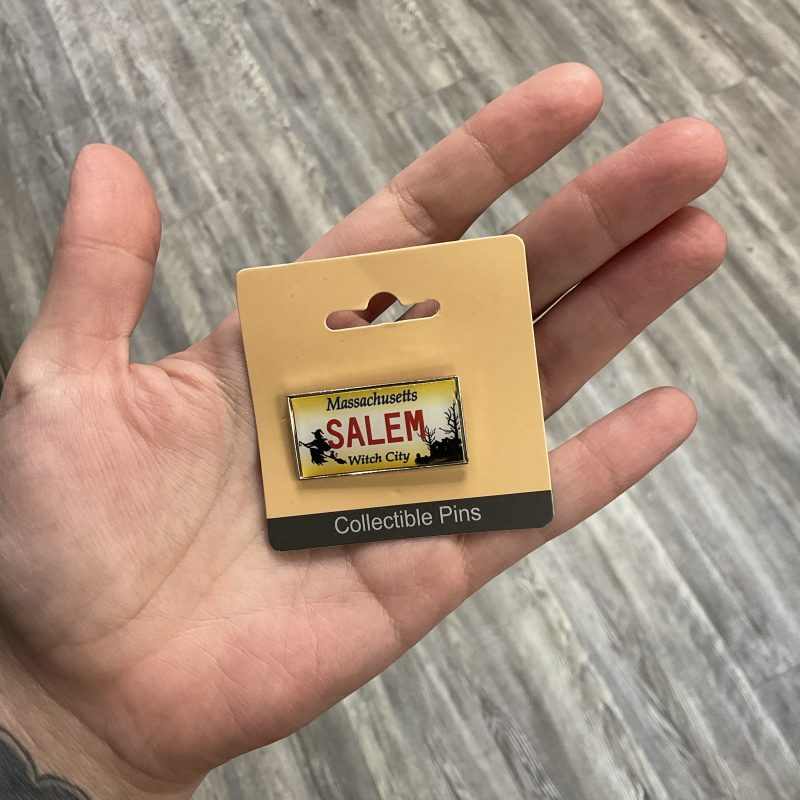 Massachusetts
SALEM
Witch City
Collectible Pins